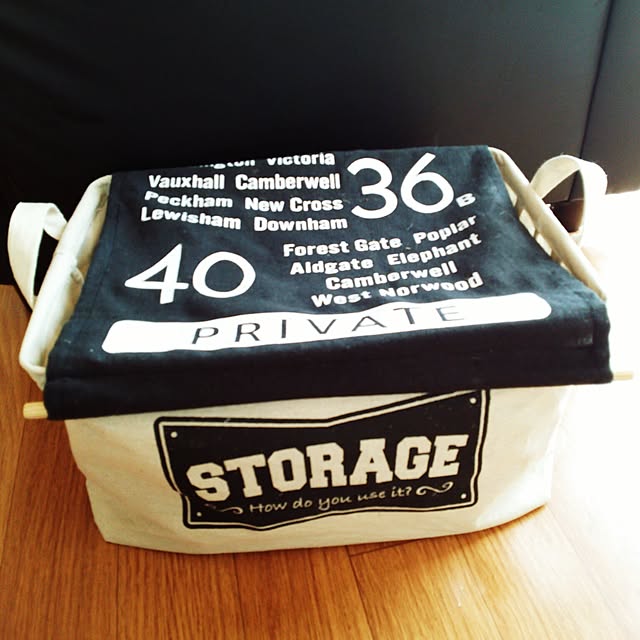 Victoria
Vauxhall Camberwell
Peckham New Cross
Lewisham Downham
36B
40
Forest Gate Poplar
Aldgate Elephant
Camberwell
West Norwood
PRIVATE
STORAGE
How do you use it?